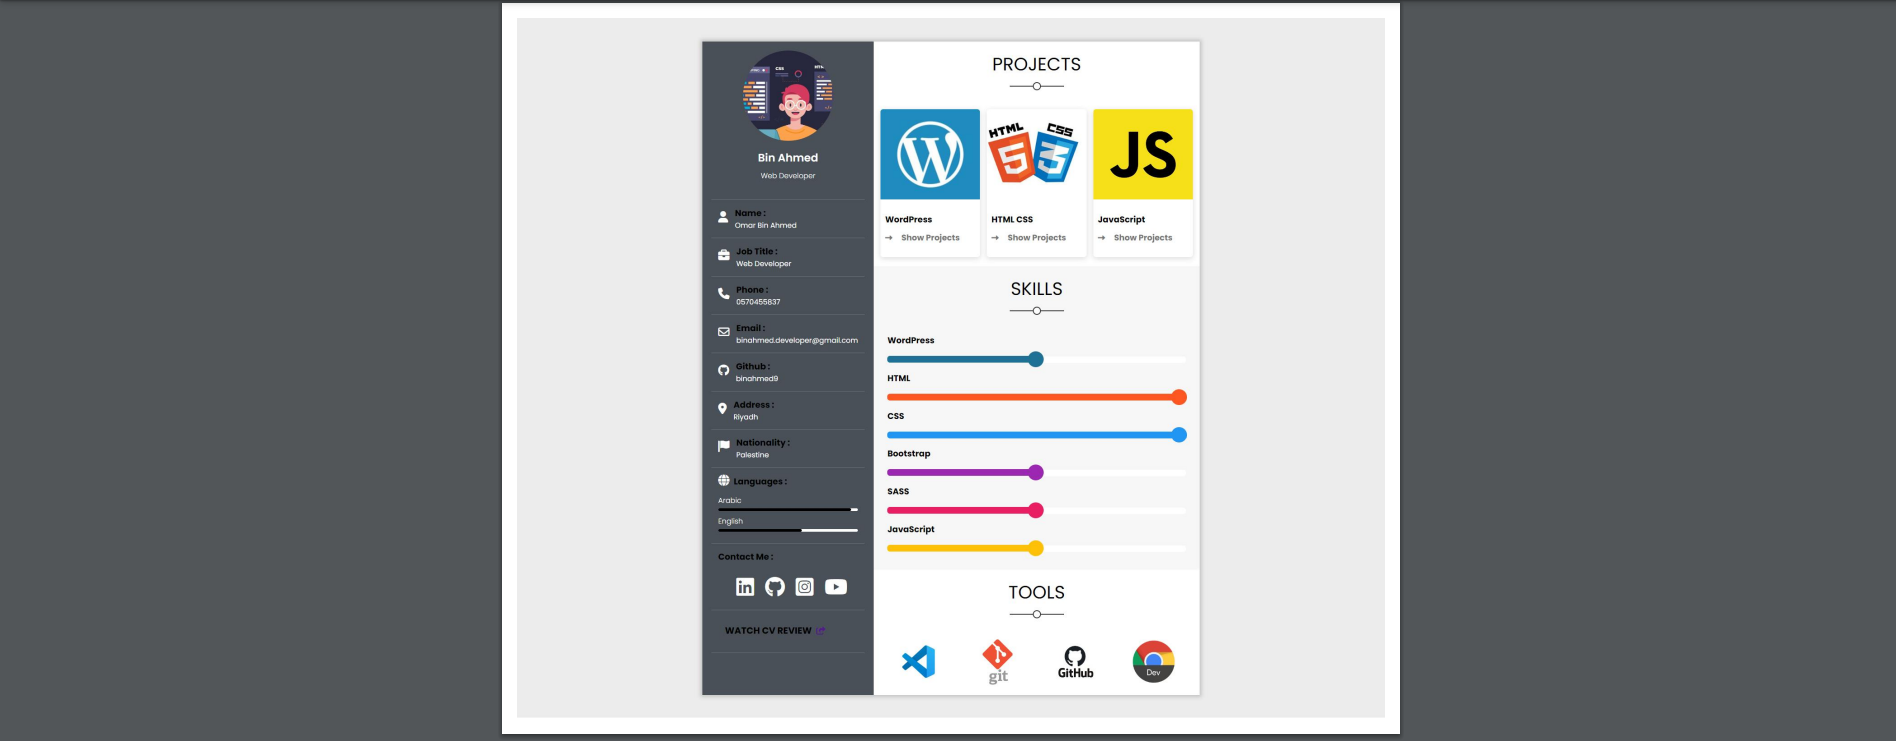 Bin Ahmed
Web Developer
Name :
Omar Bin Ahmed
Job Title :
Web Developer
Phone :
0570455837
Email :
binahmed.developer@gmail.com
Github :
binahmed9
Address :
Riyadh
Nationality :
Palestine
Languages :
Arabic
English
Contact Me :
WATCH CV REVIEW
PROJECTS
HTML CSS
JS
WordPress
Show Projects
HTML CSS
Show Projects
JavaScript
Show Projects
SKILLS
WordPress
HTML
CSS
Bootstrap
SASS
JavaScript
TOOLS
git
GitHub
Dev